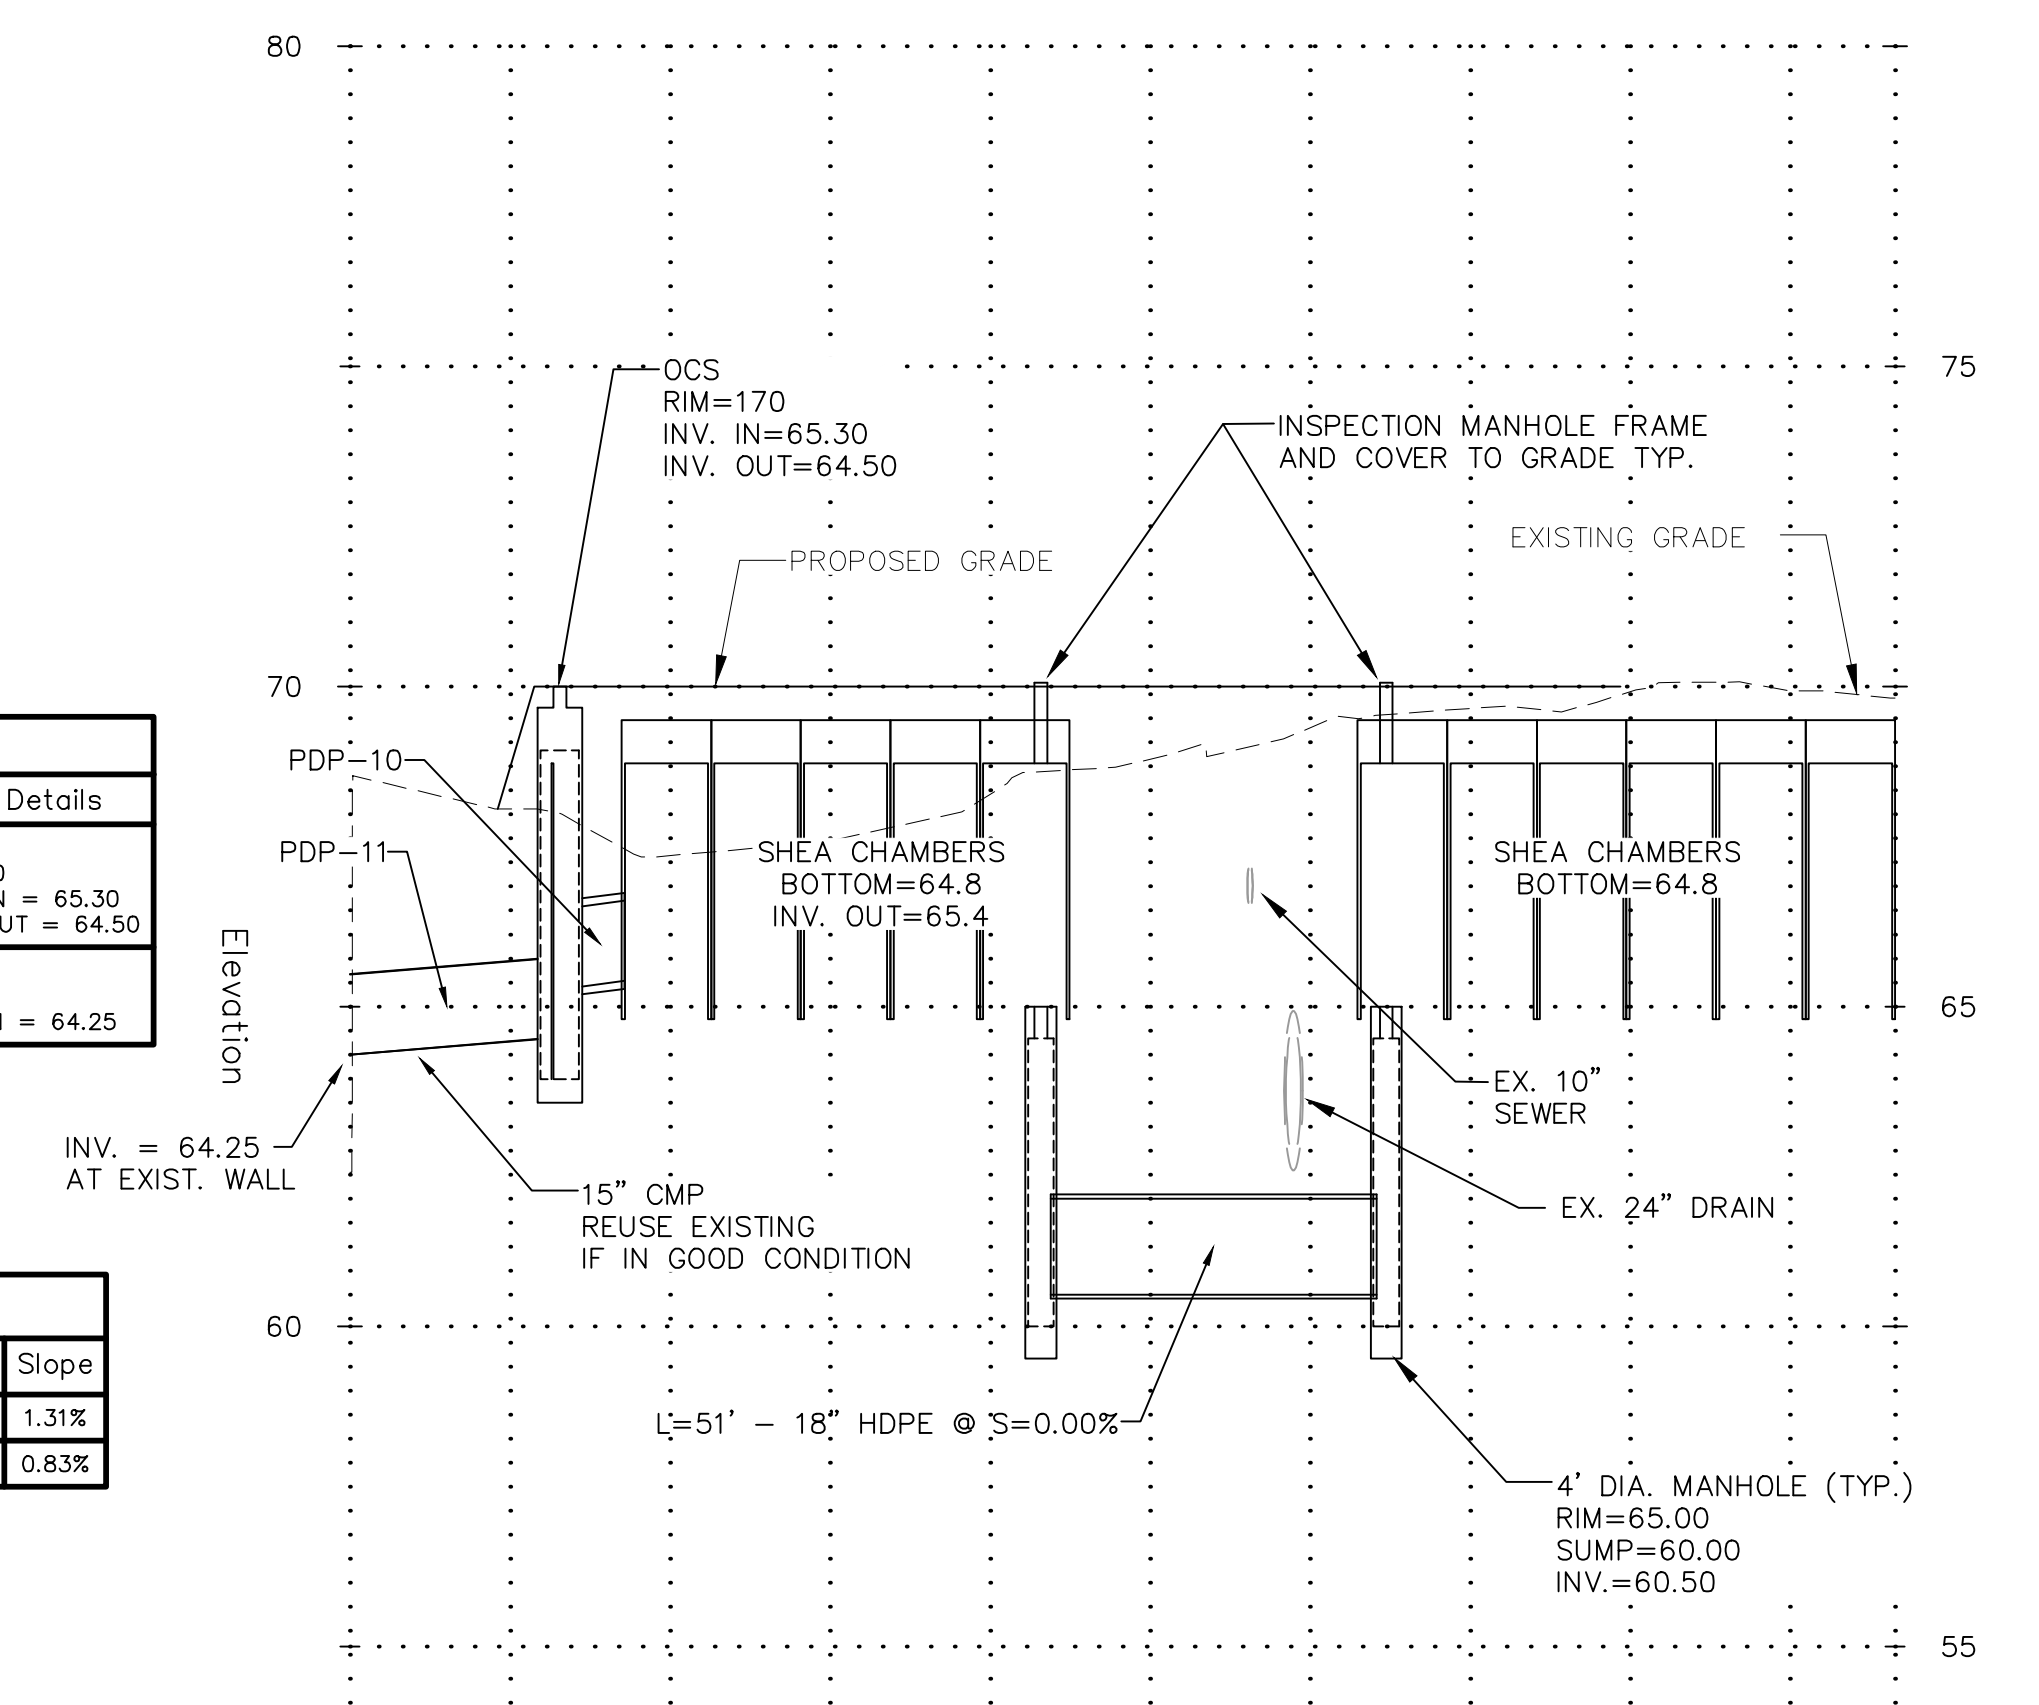 80
75
OCS
RIM=170
INV. IN=65.30
INV. OUT=64.50
INSPECTION MANHOLE FRAME
AND COVER TO GRADE TYP.
EXISTING GRADE
PROPOSED GRADE
70
PDP-10
PDP-11
Details
= 65.30
= 64.50
= 64.25
SHEA CHAMBERS
BOTTOM=64.8
INV. OUT=65.4
SHEA CHAMBERS
BOTTOM=64.8
Elevation
65
EX. 10"
SEWER
INV. = 64.25
AT EXIST. WALL
15" CMP
REUSE EXISTING
IF IN GOOD CONDITION
EX. 24" DRAIN
60
Slope
1.31%
0.83%
L=51' - 18" HDPE @ S=0.00%
4' DIA. MANHOLE (TYP.)
RIM=65.00
SUMP=60.00
INV.=60.50
55